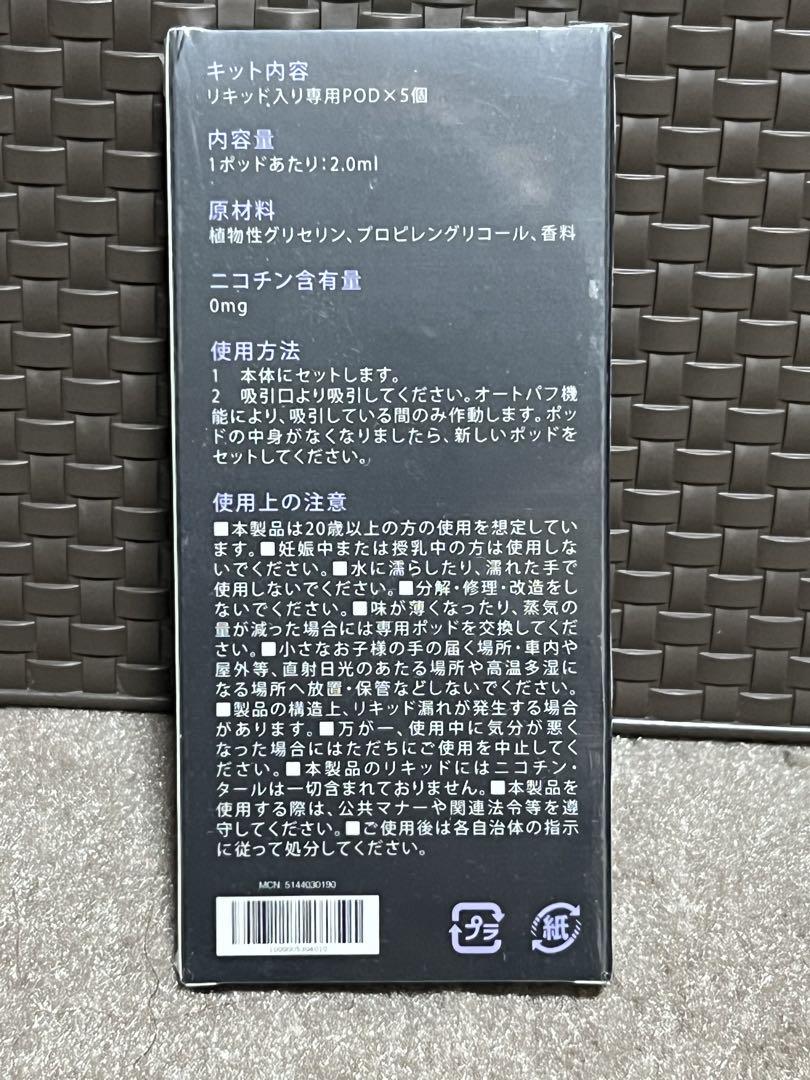 キット内容
リキッド入り専用POD×5個
内容量
1ポッドあたり:2.0ml
原材料
植物性グリセリン、プロピレングリコール、香料
ニコチン含有量
0mg
使用方法
1 本体にセットします。
2 吸引口より吸引してください。オートパフ機
能により、吸引している間のみ作動します。ポッ
ドの中身がなくなりましたら、新しいポッドを
セットしてください。
使用上の注意
■本製品は20歳以上の方の使用を想定してい
ます。■妊娠中または授乳中の方は使用しな
いでください。■水に濡らしたり、濡れた手で
使用しないでください。■分解・修理・改造をし
ないでください。■味が薄くなったり、蒸気の
量が減った場合には専用ポッドを交換してくだ
さい。■小さなお子様の手の届く場所・車内や
屋外等、直射日光のあたる場所や高温多湿に
なる場所へ放置・保管などしないでください。
■製品の構造上、リキッド漏れが発生する場合
があります。■万が一、使用中に気分が悪く
なった場合にはただちにご使用を中止してく
ださい。■本製品のリキッドにはニコチン・
タールは一切含まれておりません。■本製品を
使用する際は、公共マナーや関連法令等を遵
守してください。■ご使用後は各自治体の指示
に従って処分してください。
MCN 5144030190
プラ
紙